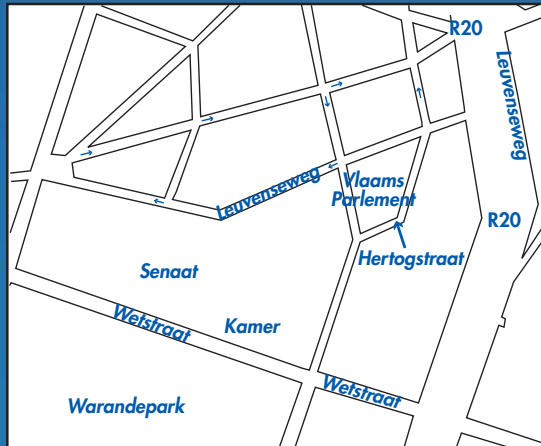 R20
Leuvenseweg
Leuvenseweg
Vlaams
Parlement
R20
Hertogstraat
Senaat
Kamer
Wetstraat
Wetstraat
Warandepark